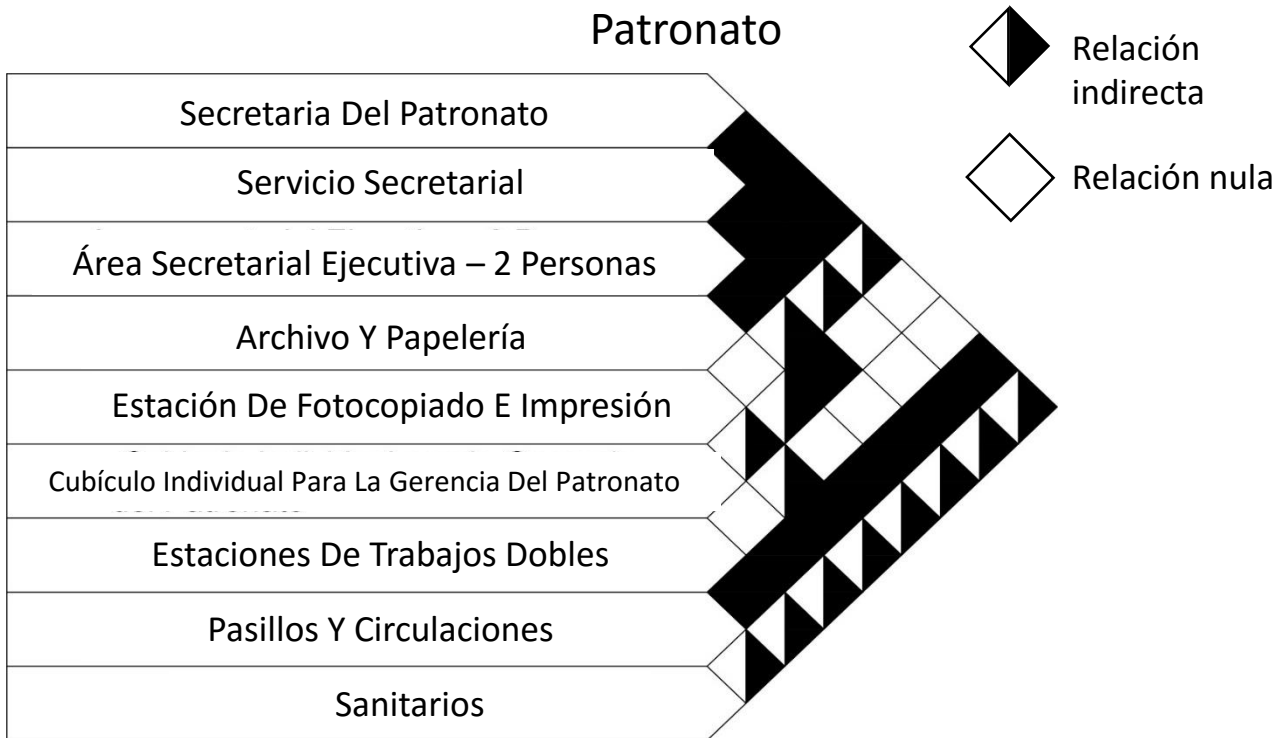 Patronato
Relación
indirecta
Relación nula
Secretaria Del Patronato
Servicio Secretarial
Área Secretarial Ejecutiva – 2 Personas
Archivo Y Papelería
Estación De Fotocopiado E Impresión
Cubículo Individual Para La Gerencia Del Patronato
Estaciones De Trabajos Dobles
Pasillos Y Circulaciones
Sanitarios